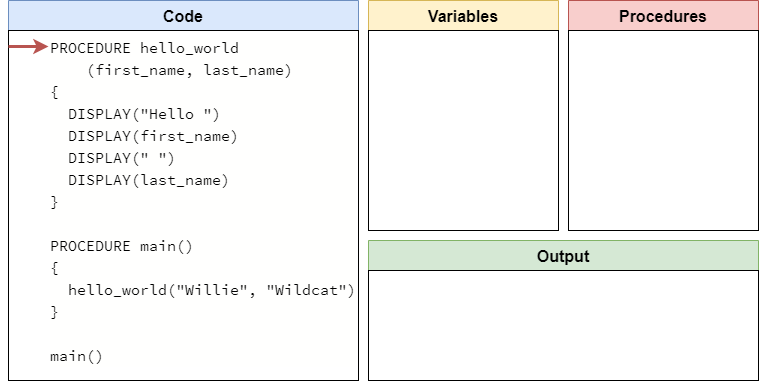 Code
PROCEDURE hello_world
    (first_name, last_name)
{
  DISPLAY("Hello ")
  DISPLAY(first_name)
  DISPLAY(" ")
  DISPLAY(last_name)
}

PROCEDURE main()
{
  hello_world("Willie", "Wildcat")
}

main()
Variables
Procedures
Output